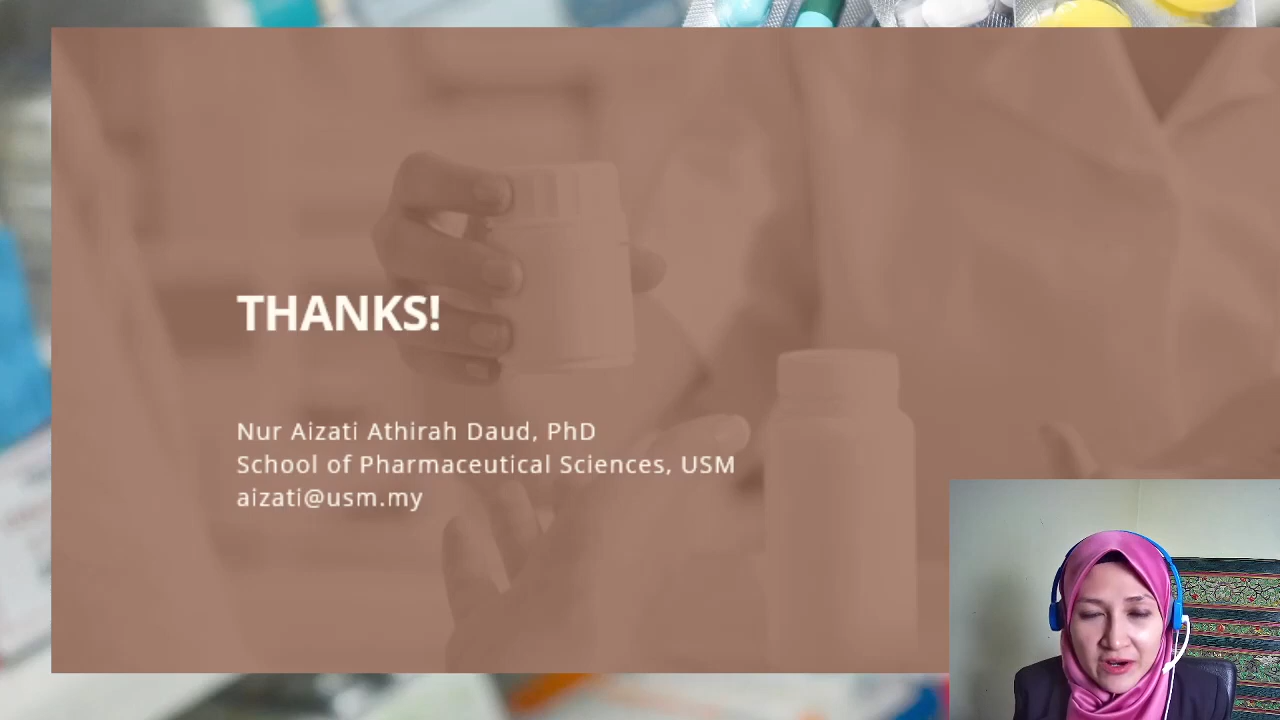 THANKS!
Nur Aizati Athirah Daud, PhD
School of Pharmaceutical Sciences, USM
aizati@usm.my